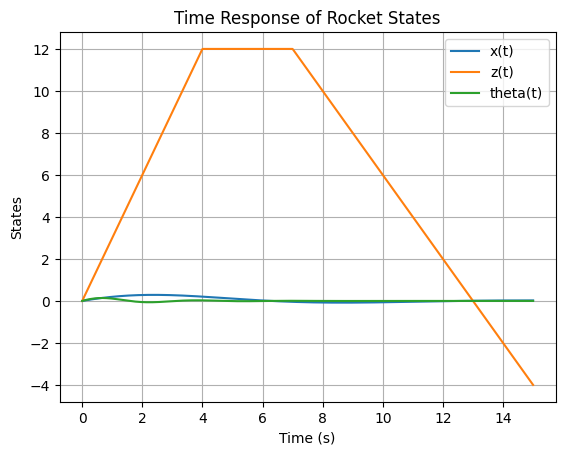 Time Response of Rocket States
x(t)
z(t)
theta(t)
12
10
8
6
4
2
0
−2
−4
States
0 2 4 6 8 10 12 14
Time (s)